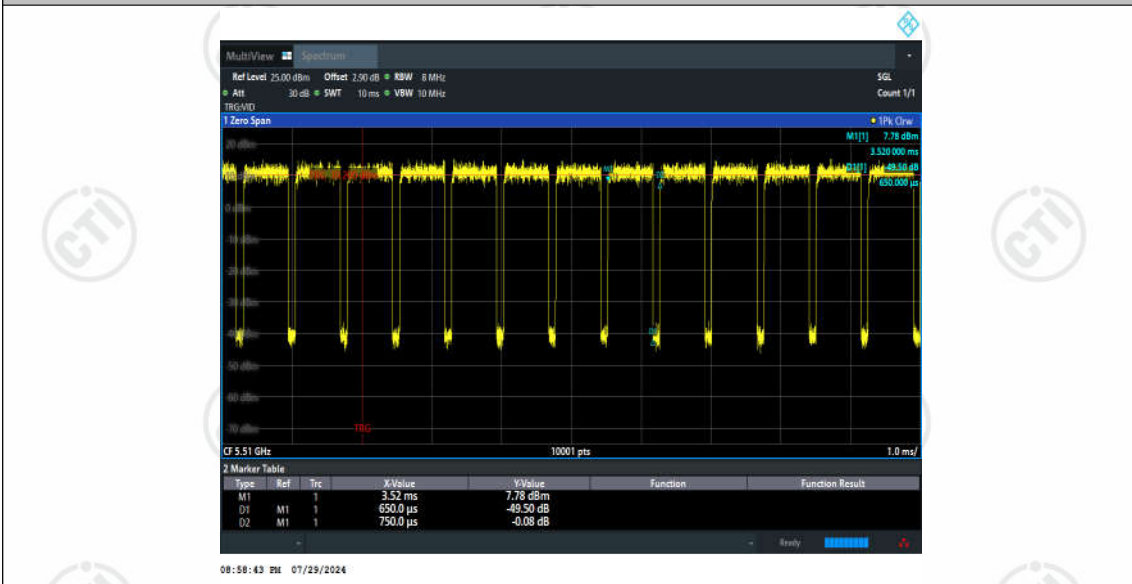 MultiView Spectrum
Ref Level 25.00 dBm Offset 2.90 dB RBW 8 MHz SGL
Att 30 dB SWT 10 ms VBW 10 MHz Count 1/1
TRG:VID
1 Zero Span 1Pk Clrw
M1[1] 7.78 dBm
20 dBm
3.520 000 ms
D1[1] -49.50 dB
650.000 µs
M1
D2
0 dBm
-10 dBm
-20 dBm
-30 dBm
-40 dBm
D1
-50 dBm
-60 dBm
-70 dBm
TRG
CF 5.51 GHz 10001 pts 1.0 ms/
2 Marker Table
Type Ref Trc X-Value Y-Value Function Function Result
M1 1 3.52 ms 7.78 dBm
D1 M1 1 650.0 µs -49.50 dB
D2 M1 1 750.0 µs -0.08 dB
Ready
08:58:43 PM 07/29/2024
CTI
CTI